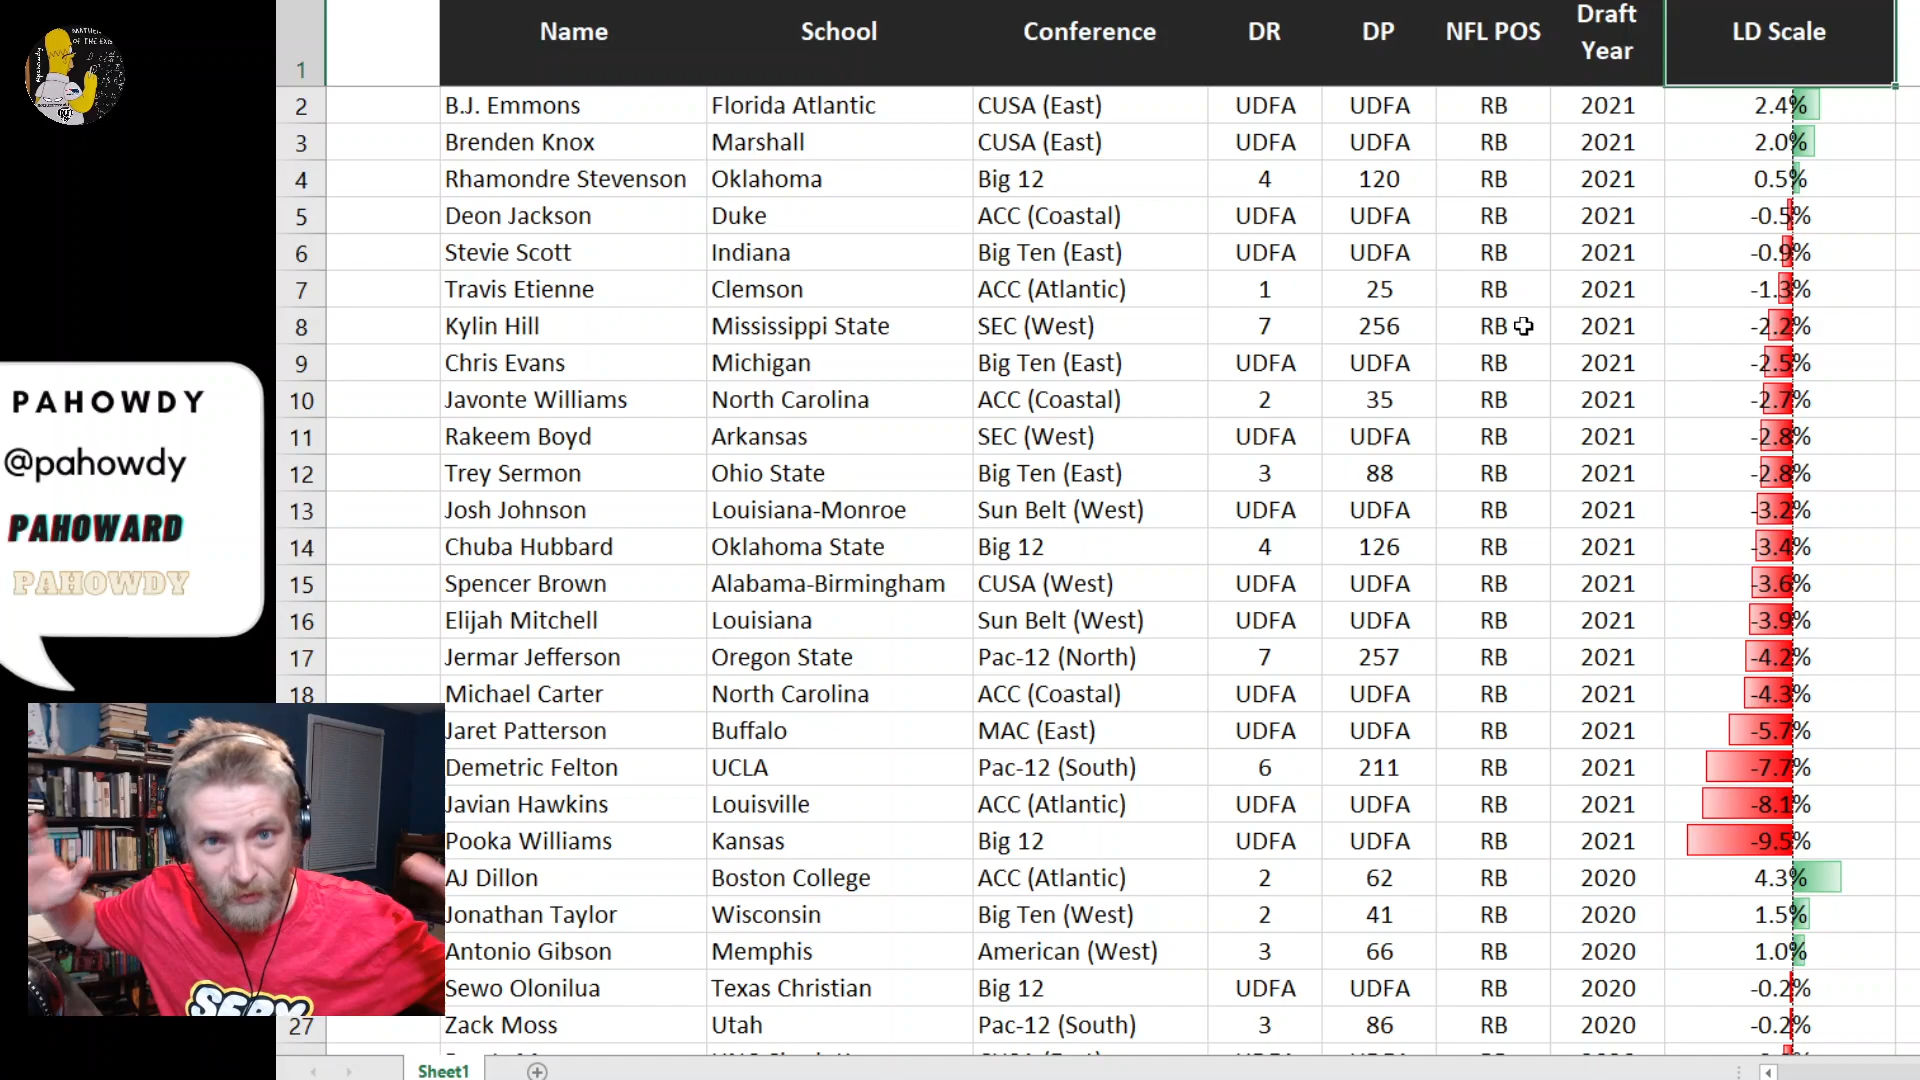 Name School Conference DR DP NFL POS Draft Year LD Scale
1
2 B.J. Emmons Florida Atlantic CUSA (East) UDFA UDFA RB 2021 2.4%
3 Brenden Knox Marshall CUSA (East) UDFA UDFA RB 2021 2.0%
4 Rhamondre Stevenson Oklahoma Big 12 4 120 RB 2021 0.5%
5 Deon Jackson Duke ACC (Coastal) UDFA UDFA RB 2021 -0.5%
6 Stevie Scott Indiana Big Ten (East) UDFA UDFA RB 2021 -0.9%
7 Travis Etienne Clemson ACC (Atlantic) 1 25 RB 2021 -1.3%
8 Kylin Hill Mississippi State SEC (West) 7 256 RB 2021 -2.2%
9 Chris Evans Michigan Big Ten (East) UDFA UDFA RB 2021 -2.5%
10 Javonte Williams North Carolina ACC (Coastal) 2 35 RB 2021 -2.7%
11 Rakeem Boyd Arkansas SEC (West) UDFA UDFA RB 2021 -2.8%
12 Trey Sermon Ohio State Big Ten (East) 3 88 RB 2021 -2.8%
13 Josh Johnson Louisiana-Monroe Sun Belt (West) UDFA UDFA RB 2021 -3.2%
14 Chuba Hubbard Oklahoma State Big 12 4 126 RB 2021 -3.4%
15 Spencer Brown Alabama-Birmingham CUSA (West) UDFA UDFA RB 2021 -3.6%
16 Elijah Mitchell Louisiana Sun Belt (West) UDFA UDFA RB 2021 -3.9%
17 Jermar Jefferson Oregon State Pac-12 (North) 7 257 RB 2021 -4.2%
18 Michael Carter North Carolina ACC (Coastal) UDFA UDFA RB 2021 -4.3%
Jaret Patterson Buffalo MAC (East) UDFA UDFA RB 2021 -5.7%
Demetric Felton UCLA Pac-12 (South) 6 211 RB 2021 -7.7%
Javian Hawkins Louisville ACC (Atlantic) UDFA UDFA RB 2021 -8.1%
Pooka Williams Kansas Big 12 UDFA UDFA RB 2021 -9.5%
AJ Dillon Boston College ACC (Atlantic) 2 62 RB 2020 4.3%
Jonathan Taylor Wisconsin Big Ten (West) 2 41 RB 2020 1.5%
Antonio Gibson Memphis American (West) 3 66 RB 2020 1.0%
Sewo Olonilua Texas Christian Big 12 UDFA UDFA RB 2020 -0.2%
27 Zack Moss Utah Pac-12 (South) 3 86 RB 2020 -0.2%
Sheet1
PAHOWDY
@pahowdy
PAHOWARD
PAHOWDY